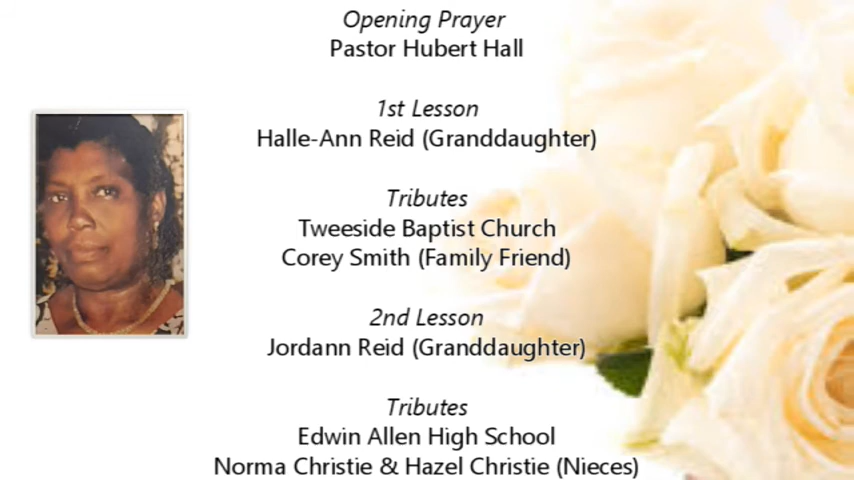 Opening Prayer
Pastor Hubert Hall
1st Lesson
Halle-Ann Reid (Granddaughter)
Tributes
Tweeside Baptist Church
Corey Smith (Family Friend)
2nd Lesson
Jordann Reid (Granddaughter)
Tributes
Edwin Allen High School
Norma Christie & Hazel Christie (Nieces)